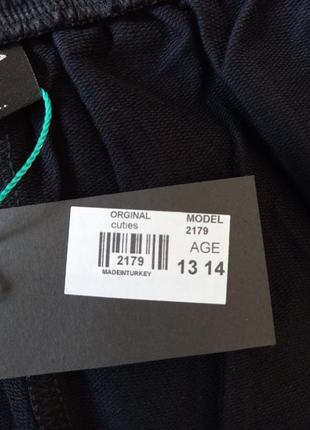 ORGINAL MODEL
cuties 2179
AGE
2179 13 14
MADEINTURKEY